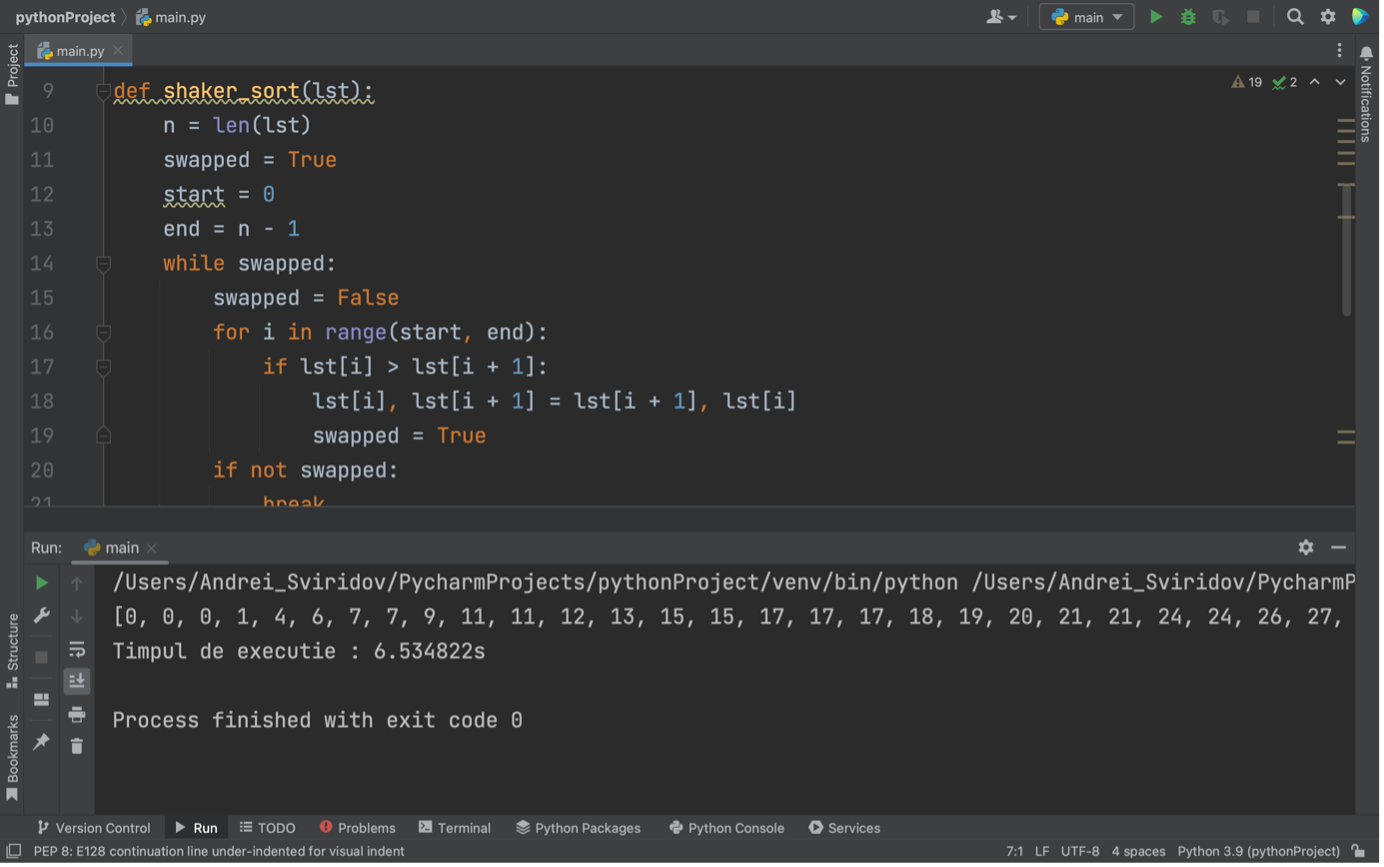 pythonProject main.py
main
main.py
Project
Notifications
19 2
9 def shaker_sort(lst):
10 n = len(lst)
11 swapped = True
12 start = 0
13 end = n - 1
14 while swapped:
15 swapped = False
16 for i in range(start, end):
17 if lst[i] > lst[i + 1]:
18 lst[i], lst[i + 1] = lst[i + 1], lst[i]
19 swapped = True
20 if not swapped:
21 break
Run: main
/Users/Andrei_Sviridov/PycharmProjects/pythonProject/venv/bin/python /Users/Andrei_Sviridov/PycharmP
[0, 0, 0, 1, 4, 6, 7, 7, 9, 11, 11, 12, 13, 15, 15, 17, 17, 17, 18, 19, 20, 21, 21, 24, 24, 26, 27,
Timpul de executie : 6.534822s
Process finished with exit code 0
Structure
Bookmarks
Version Control Run TODO Problems Terminal Python Packages Python Console Services
PEP 8: E128 continuation line under-indented for visual indent 7:1 LF UTF-8 4 spaces Python 3.9 (pythonProject)